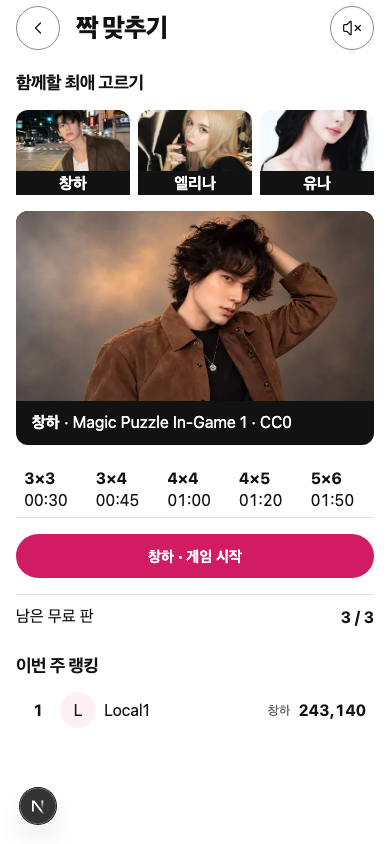 짝 맞추기
함께할 최애 고르기
창하 엘리나 유나
창하 · Magic Puzzle In-Game 1 · CC0
3×3 3×4 4×4 4×5 5×6
00:30 00:45 01:00 01:20 01:50
창하 · 게임 시작
남은 무료 판 3 / 3
이번 주 랭킹
1 L Local1 창하 243,140
N